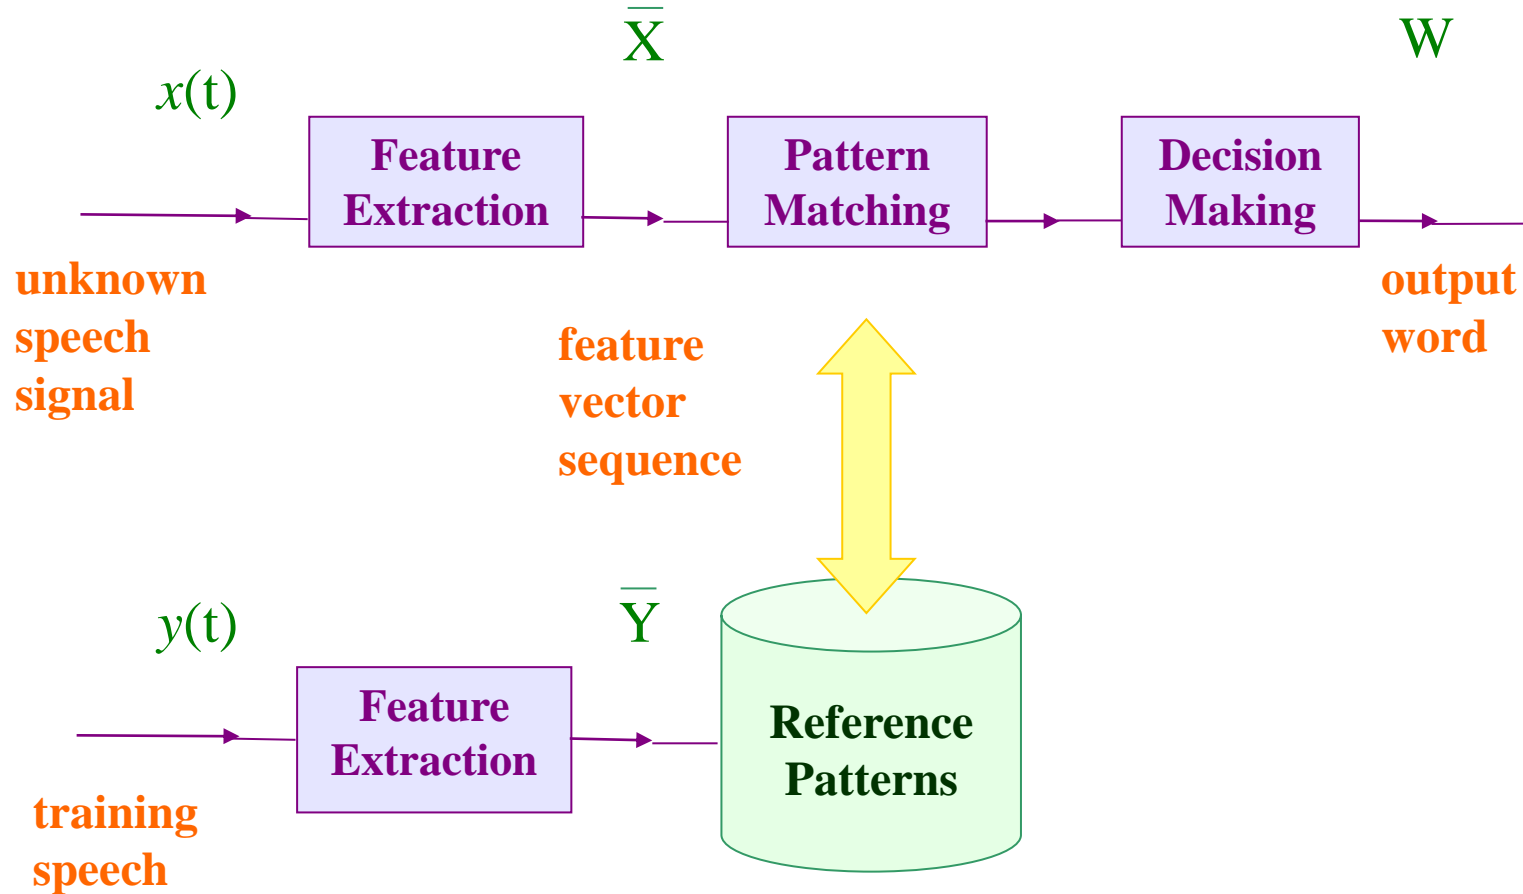 X̅
W
x(t)
Feature
Extraction
Pattern
Matching
Decision
Making
unknown
speech
signal
feature
vector
sequence
output
word
y(t)
Y̅
Feature
Extraction
Reference
Patterns
training
speech